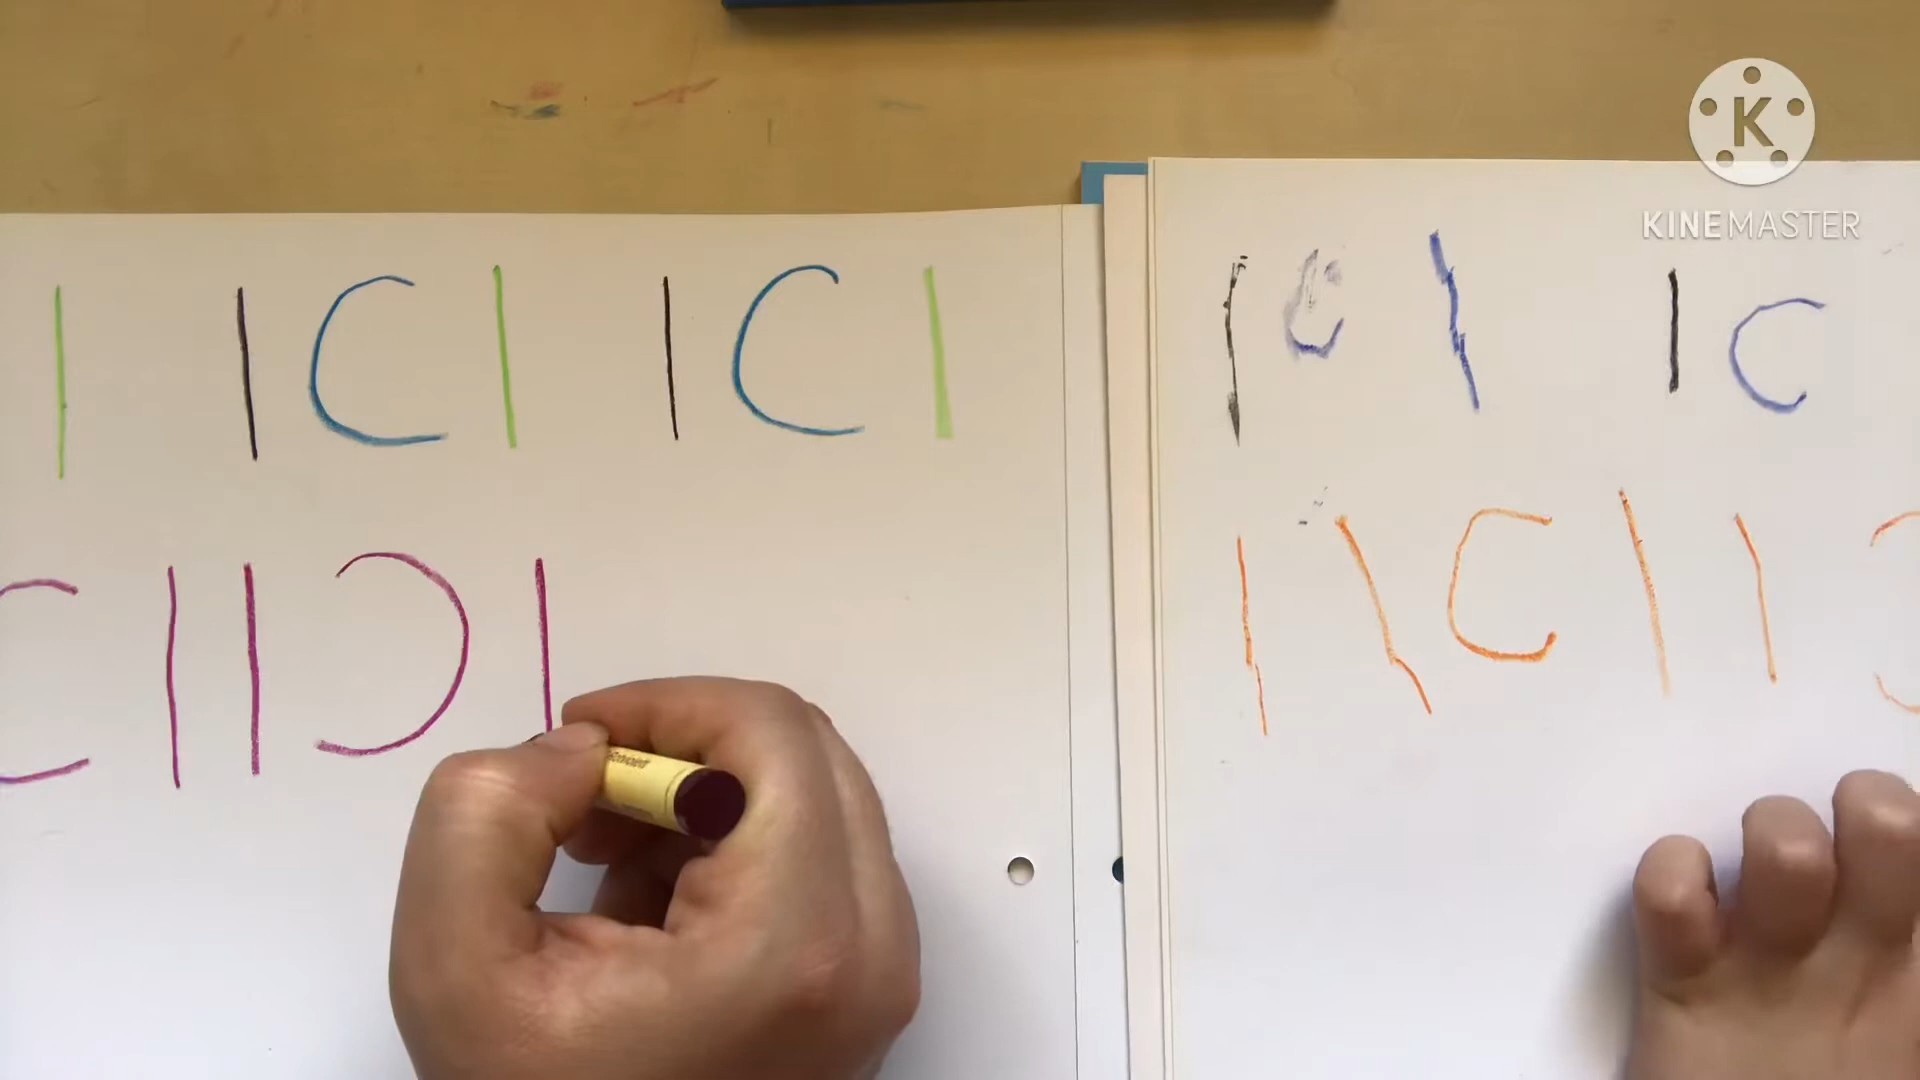 K
KINEMASTER
| | C | | C |
C | | Ɔ |
| C | | C
| | C | |